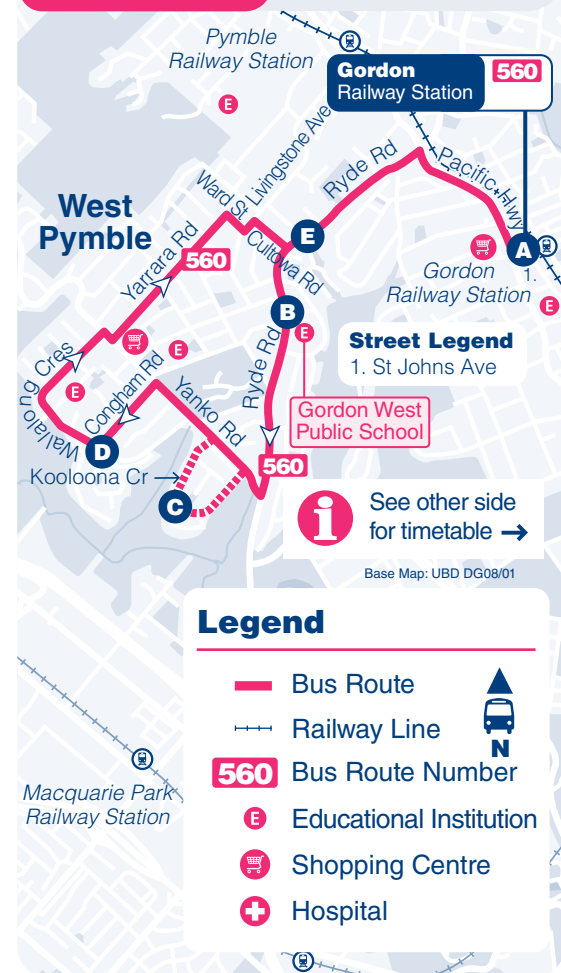 Pymble
Railway Station
Gordon
Railway Station
560
E
Ward St
Livingstone Ave
Ryde Rd
Pacific Hwy
West
Pymble
Yarrara Rd
560
E
Cultowa Rd
A
1.
Gordon
Railway Station
E
B
E
Ryde Rd
Street Legend
1. St Johns Ave
Wallalong Cres
E
E
Congham Rd
Yanko Rd
Gordon West
Public School
D
Kooloona Cr
560
C
i
See other side
for timetable →
Base Map: UBD DG08/01
Legend
Bus Route
Railway Line
N
560 Bus Route Number
E Educational Institution
Shopping Centre
Hospital
Macquarie Park
Railway Station